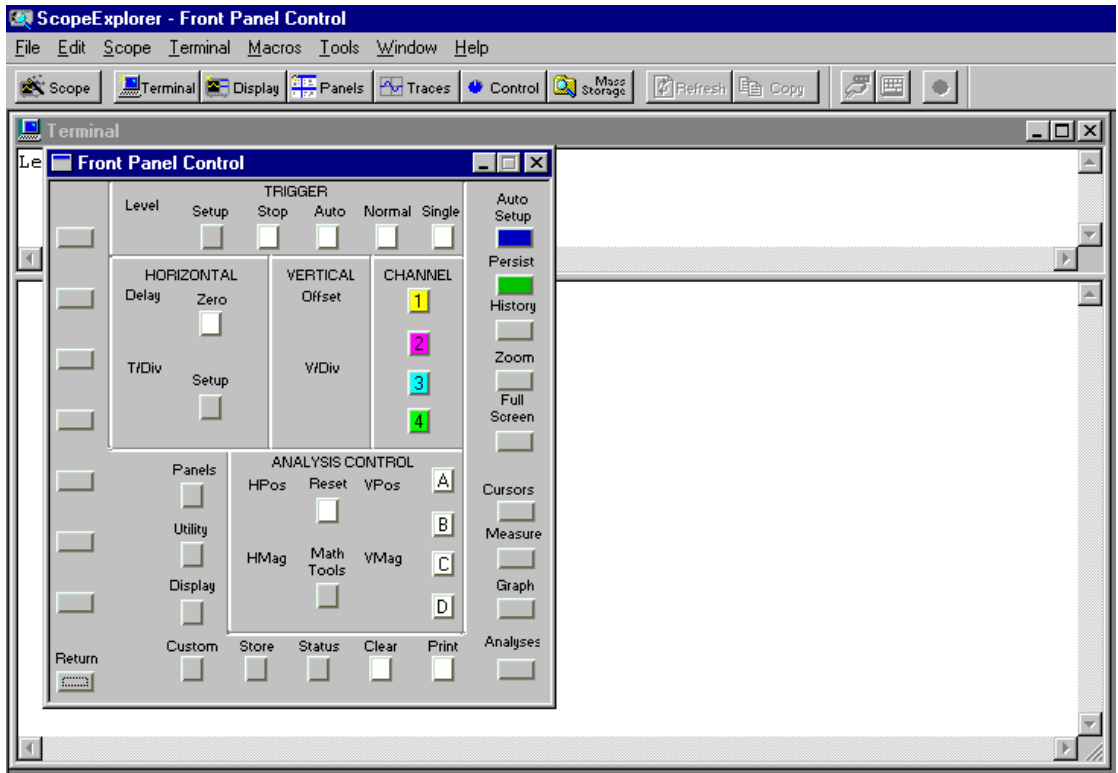 ScopeExplorer - Front Panel Control
File Edit Scope Terminal Macros Tools Window Help
Scope Terminal Display Panels Traces Control Mass Storage Refresh Copy
Terminal
Le
Front Panel Control
TRIGGER
Level Setup Stop Auto Normal Single
Auto Setup
Persist
HORIZONTAL VERTICAL CHANNEL
Delay Zero Offset 1
History
2
Zoom
T/Div Setup V/Div 3
Full Screen
4
Panels
ANALYSIS CONTROL
HPos Reset VPos A
Cursors
Utility
B
Measure
HMag Math Tools VMag C
Display
Graph
D
Custom Store Status Clear Print Analyses
Return